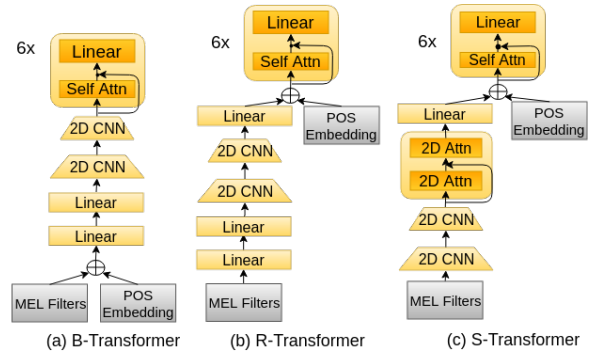 6x
Linear
Self Attn
2D CNN
2D CNN
Linear
Linear
MEL Filters
POS
Embedding
(a) B-Transformer
6x
Linear
Self Attn
Linear
POS
Embedding
2D CNN
2D CNN
Linear
Linear
MEL Filters
(b) R-Transformer
6x
Linear
Self Attn
Linear
POS
Embedding
2D Attn
2D Attn
2D CNN
2D CNN
MEL Filters
(c) S-Transformer